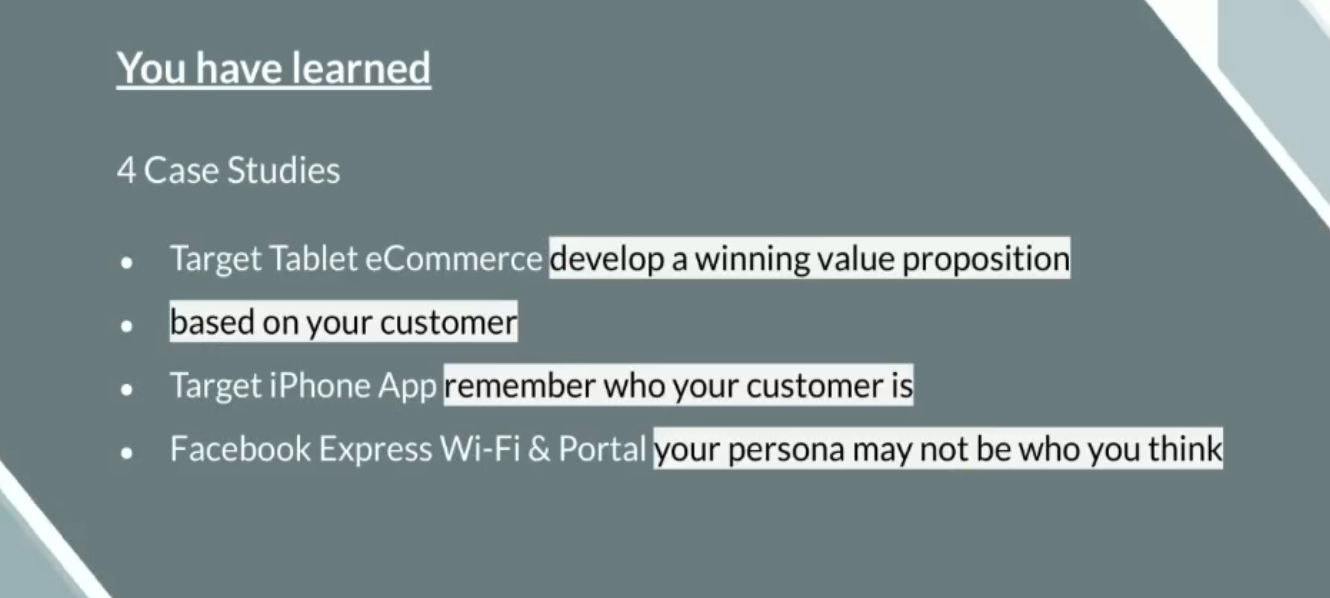 You have learned
4 Case Studies
• Target Tablet eCommerce develop a winning value proposition
• based on your customer
• Target iPhone App remember who your customer is
• Facebook Express Wi-Fi & Portal your persona may not be who you think